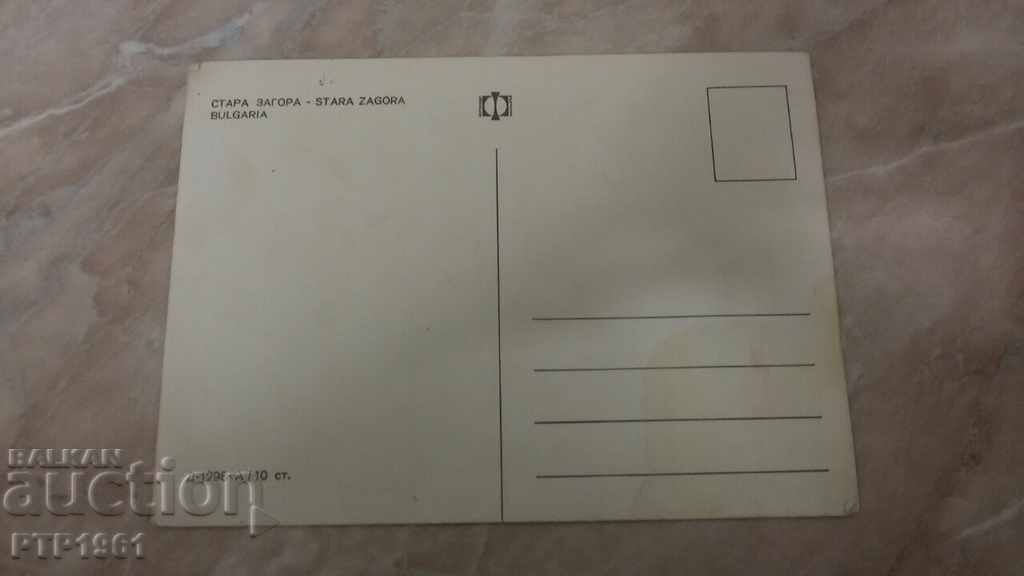 СТАРА ЗАГОРА - STARA ZAGORA
BULGARIA
10 ст.
BALKAN
auction
PTP1961